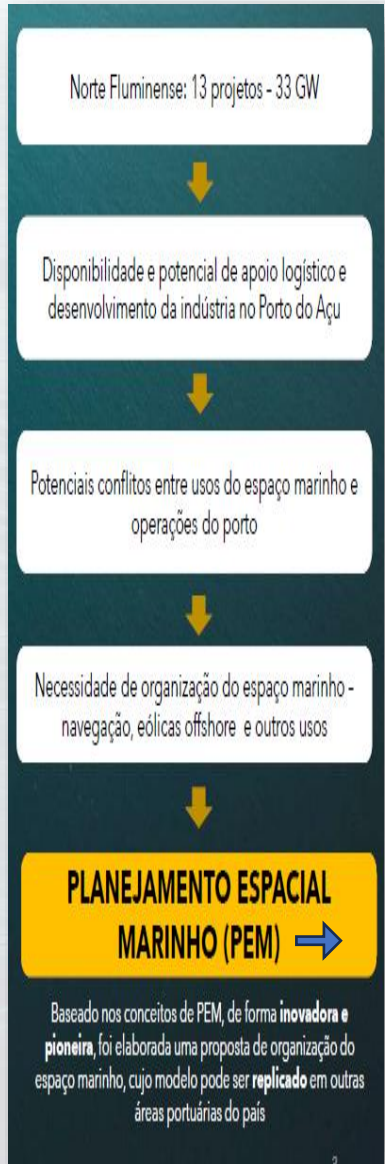 Norte Fluminense: 13 projetos - 33 GW
Disponibilidade e potencial de apoio logístico e
desenvolvimento da indústria no Porto do Açu
Potenciais conflitos entre usos do espaço marinho e
operações do porto
Necessidade de organização do espaço marinho -
navegação, eólicas offshore e outros usos
PLANEJAMENTO ESPACIAL
MARINHO (PEM)
Baseado nos conceitos de PEM, de forma inovadora e
pioneira, foi elaborada uma proposta de organização do
espaço marinho, cujo modelo pode ser replicado em outras
áreas portuárias do país